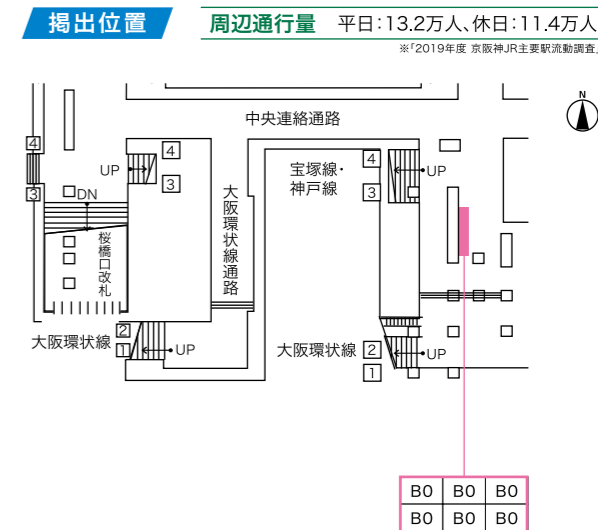 掲出位置
周辺通行量 平日:13.2万人、休日:11.4万人
※「2019年度 京阪神JR主要駅流動調査」
N
中央連絡通路
4
UP
4
3
3
DN
桜橋口改札
大阪環状線通路
宝塚線・
神戸線
4
3
UP
大阪環状線
2
1
UP
大阪環状線
2
1
UP
B0 B0 B0
B0 B0 B0